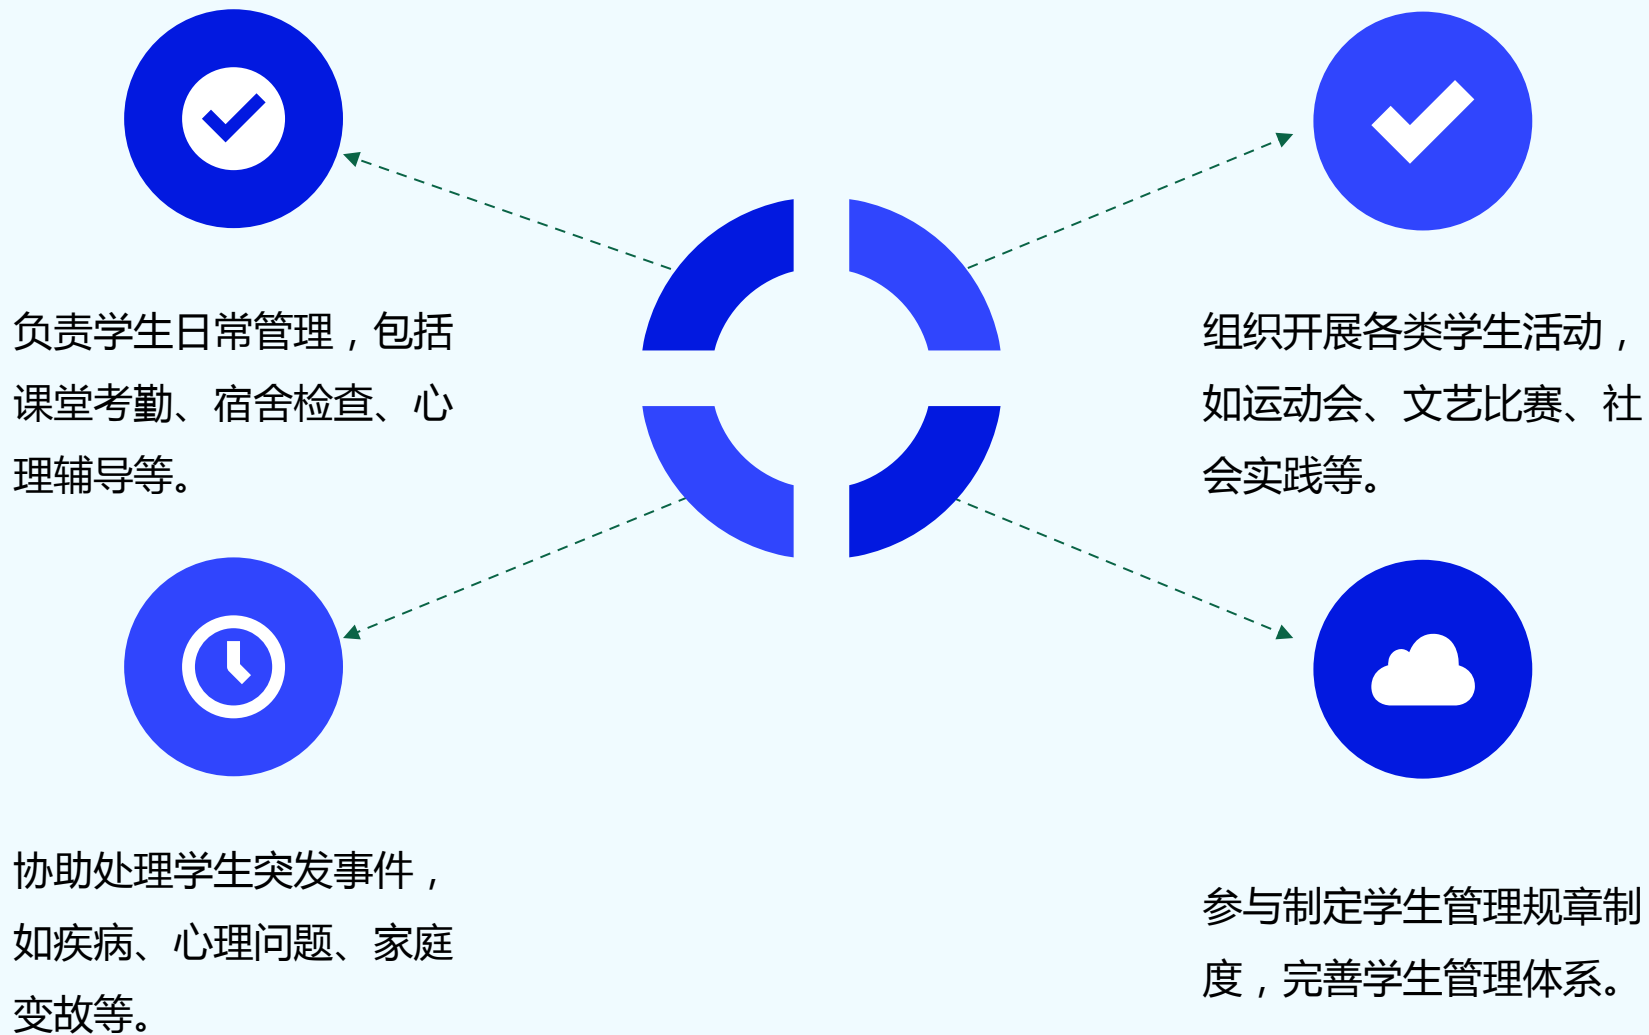 负责学生日常管理，包括
课堂考勤、宿舍检查、心
理辅导等。
组织开展各类学生活动，
如运动会、文艺比赛、社
会实践等。
协助处理学生突发事件，
如疾病、心理问题、家庭
变故等。
参与制定学生管理规章制
度，完善学生管理体系。